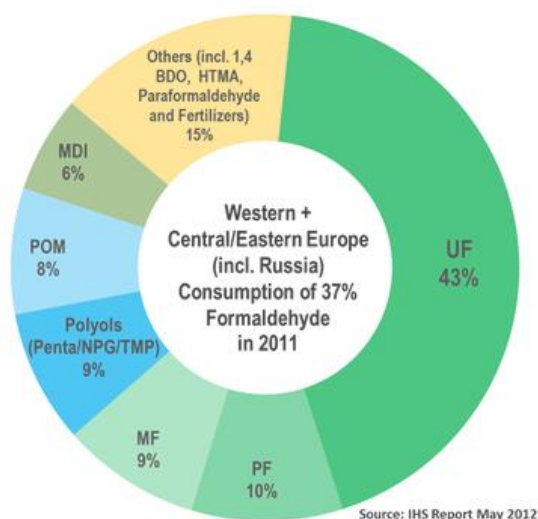 Others (incl. 1,4
BDO, HTMA,
Paraformaldehyde
and Fertilizers)
15%
MDI
6%
POM
8%
Polyols
(Penta/NPG/TMP)
9%
MF
9%
PF
10%
UF
43%
Western +
Central/Eastern Europe
(incl. Russia)
Consumption of 37%
Formaldehyde
in 2011
Source: IHS Report May 2012